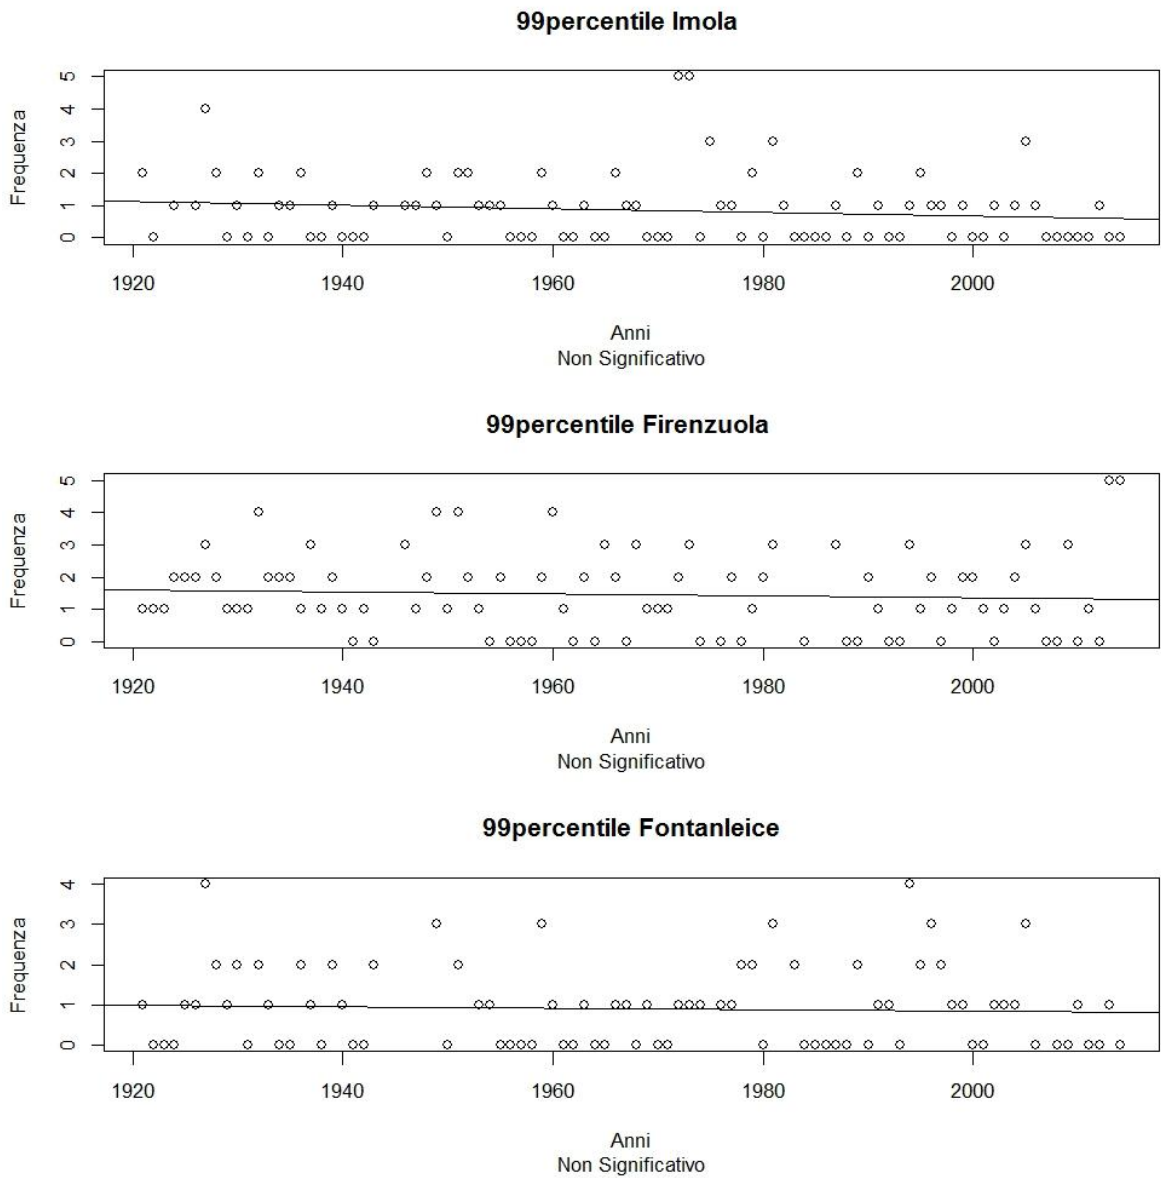 99percentile Imola
Frequenza
5
4
3
2
1
0
1920 1940 1960 1980 2000
Anni
Non Significativo
99percentile Firenzuola
Frequenza
5
4
3
2
1
0
1920 1940 1960 1980 2000
Anni
Non Significativo
99percentile Fontanleice
Frequenza
4
3
2
1
0
1920 1940 1960 1980 2000
Anni
Non Significativo